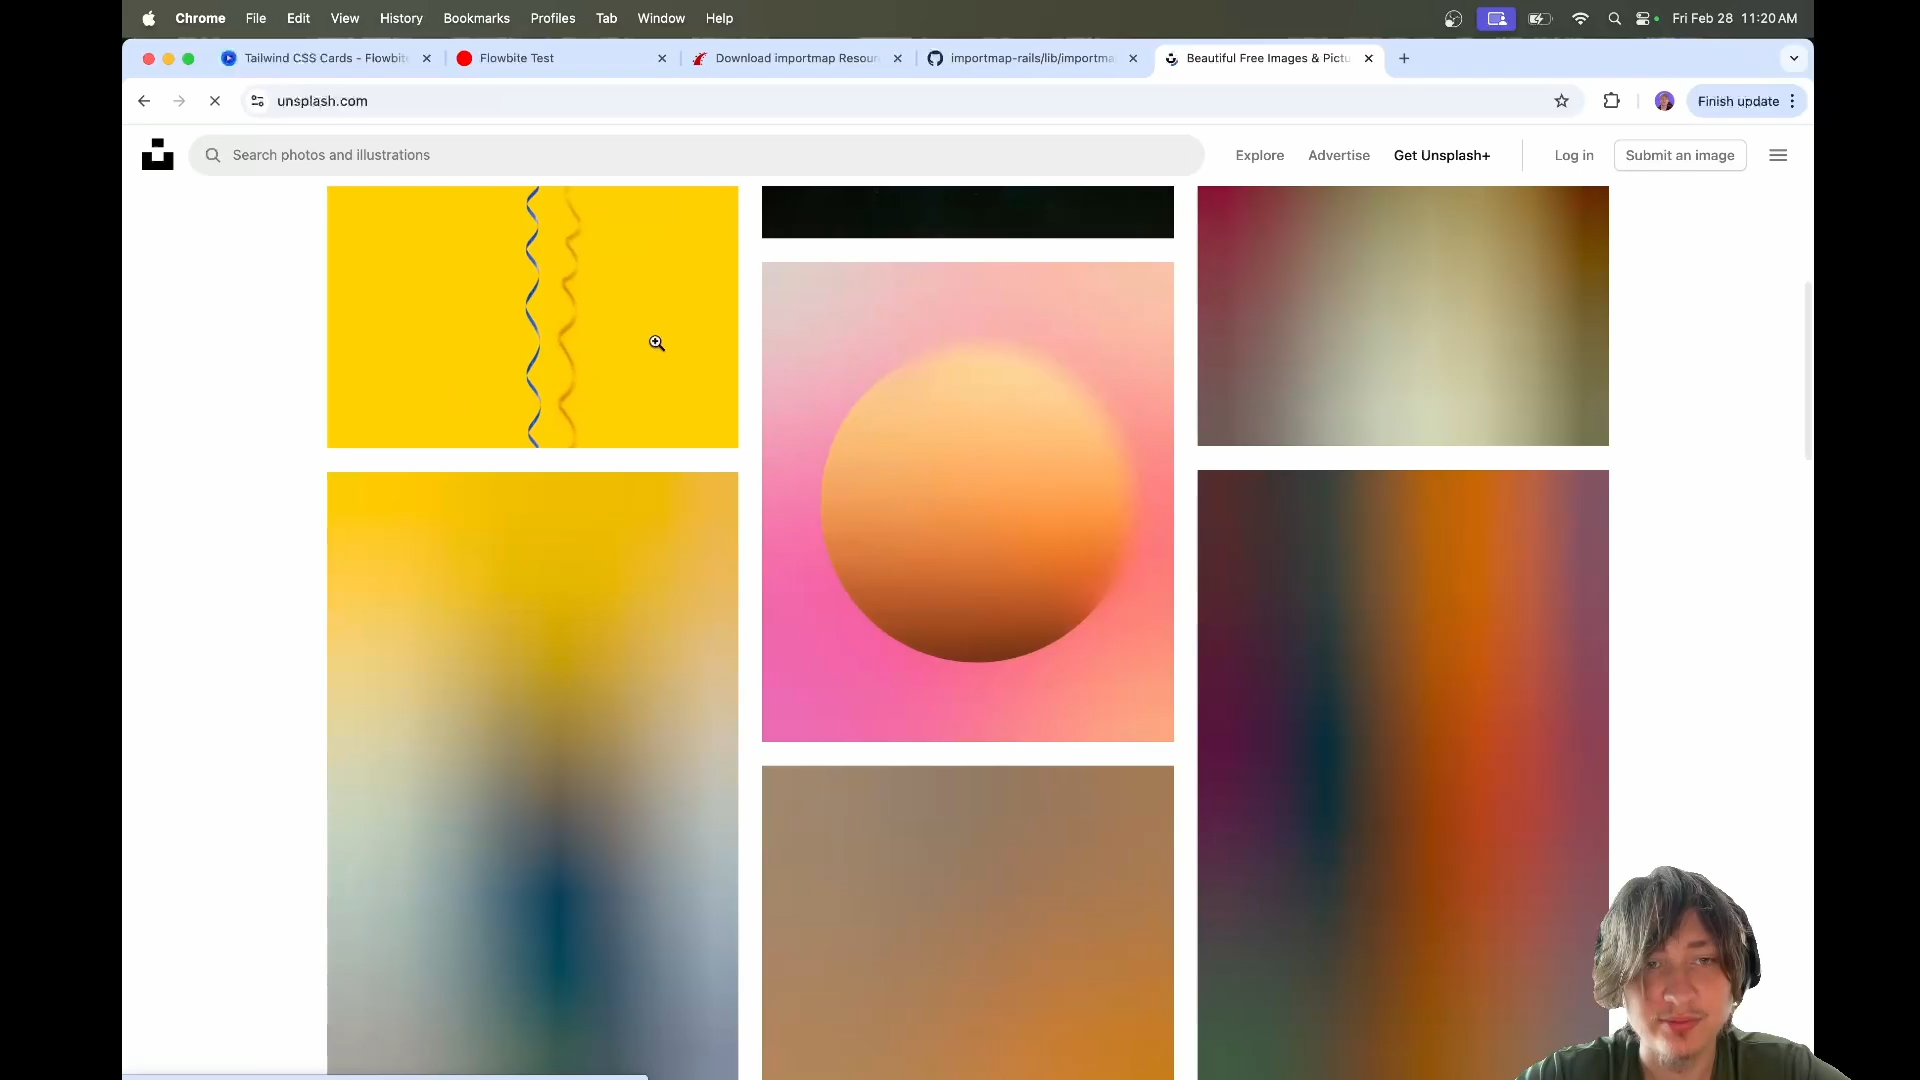 Chrome File Edit View History Bookmarks Profiles Tab Window Help Fri Feb 28 11:20 AM
Tailwind CSS Cards - Flowbite Flowbite Test Download importmap Resour importmap-rails/lib/importma Beautiful Free Images & Pictu
unsplash.com Finish update
Search photos and illustrations Explore Advertise Get Unsplash+ Log in Submit an image